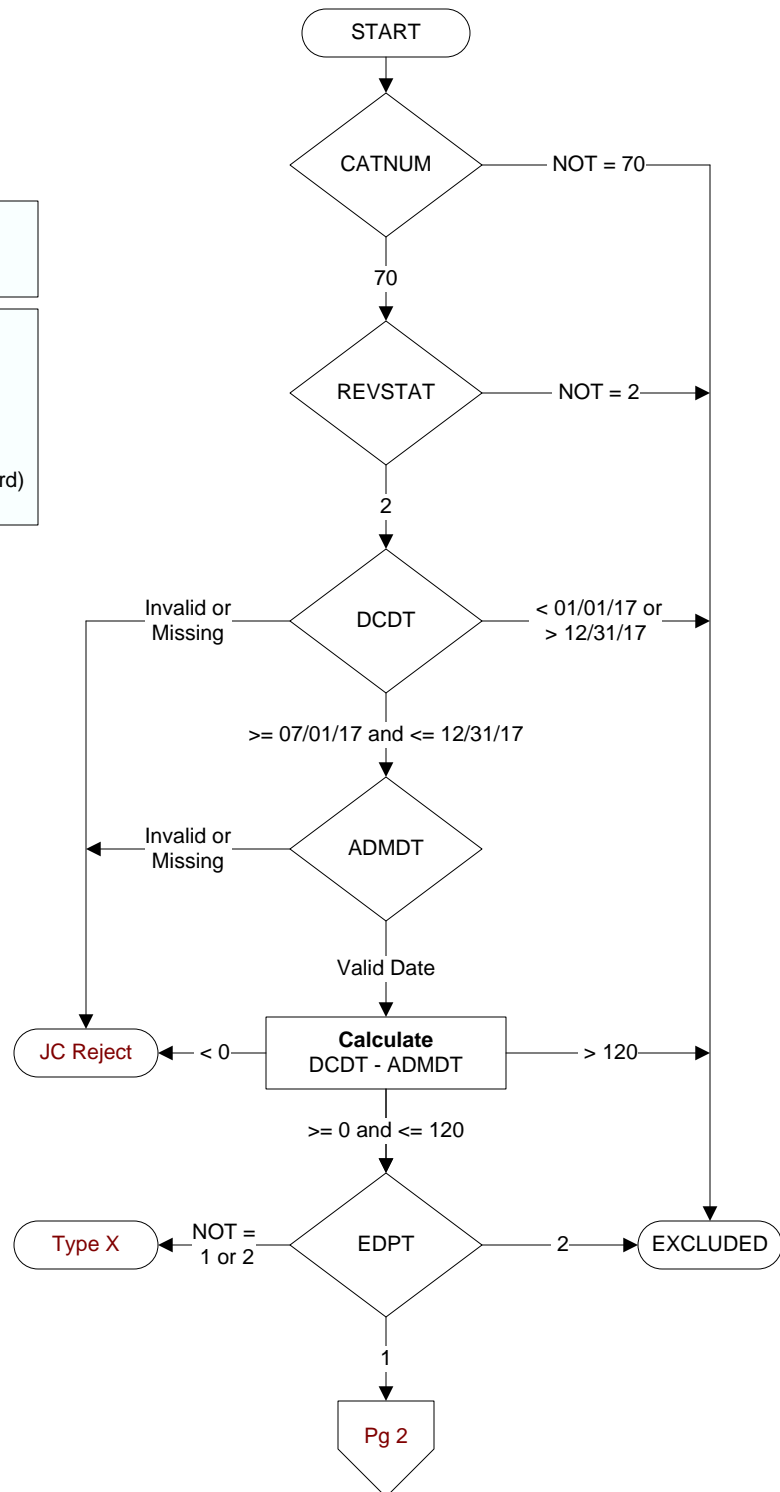 START
CATNUM
NOT = 70
70
REVSTAT
NOT = 2
rd)
2
Invalid or
Missing
DCDT
< 01/01/17 or
> 12/31/17
>= 07/01/17 and <= 12/31/17
Invalid or
Missing
ADMDT
Valid Date
JC Reject
< 0
Calculate
DCDT - ADMDT
> 120
>= 0 and <= 120
Type X
NOT =
1 or 2
EDPT
2
EXCLUDED
1
Pg 2